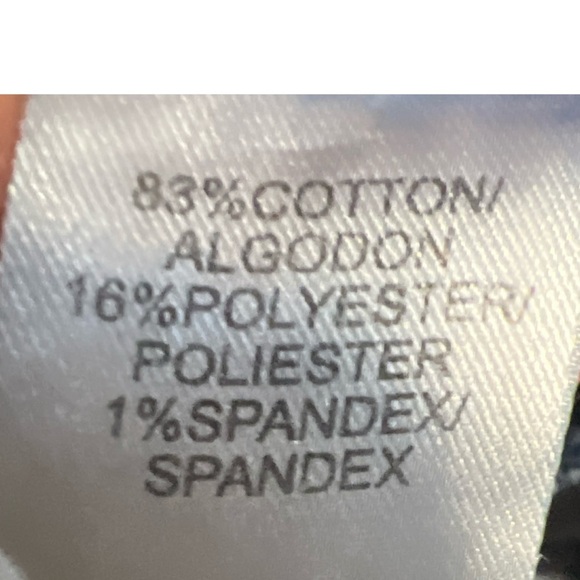 83%COTTON/
ALGODON
16%POLYESTER/
POLIESTER
1%SPANDEX/
SPANDEX